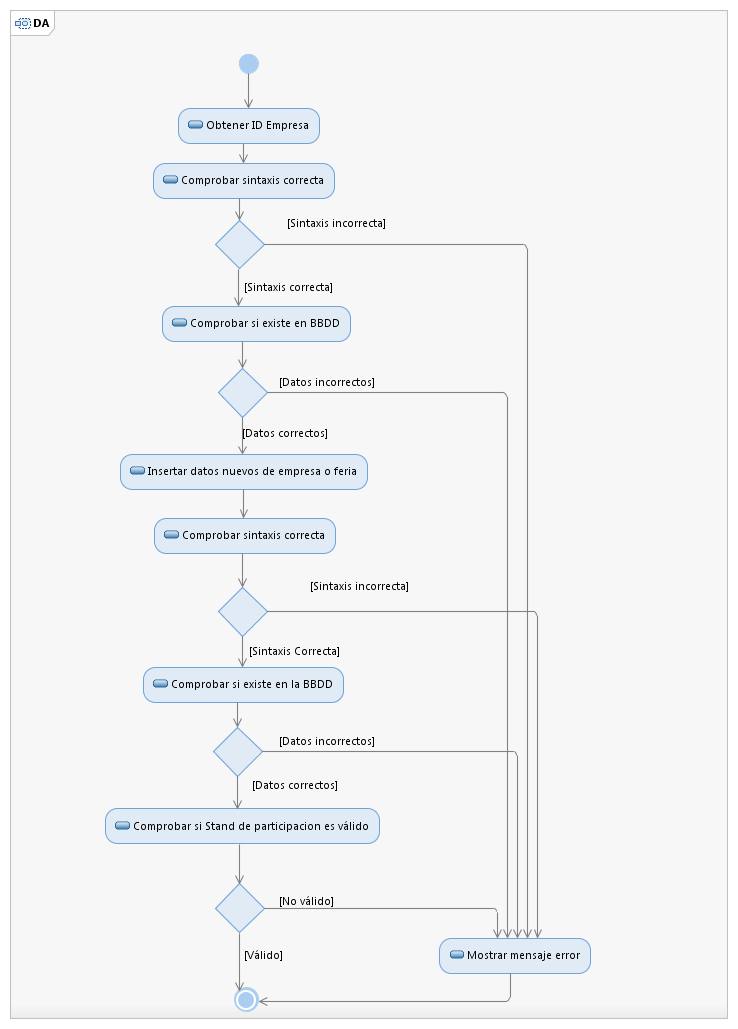 DA
Obtener ID Empresa
Comprobar sintaxis correcta
[Sintaxis incorrecta]
[Sintaxis correcta]
Comprobar si existe en BBDD
[Datos incorrectos]
[Datos correctos]
Insertar datos nuevos de empresa o feria
Comprobar sintaxis correcta
[Sintaxis incorrecta]
[Sintaxis Correcta]
Comprobar si existe en la BBDD
[Datos incorrectos]
[Datos correctos]
Comprobar si Stand de participacion es válido
[No válido]
[Válido]
Mostrar mensaje error